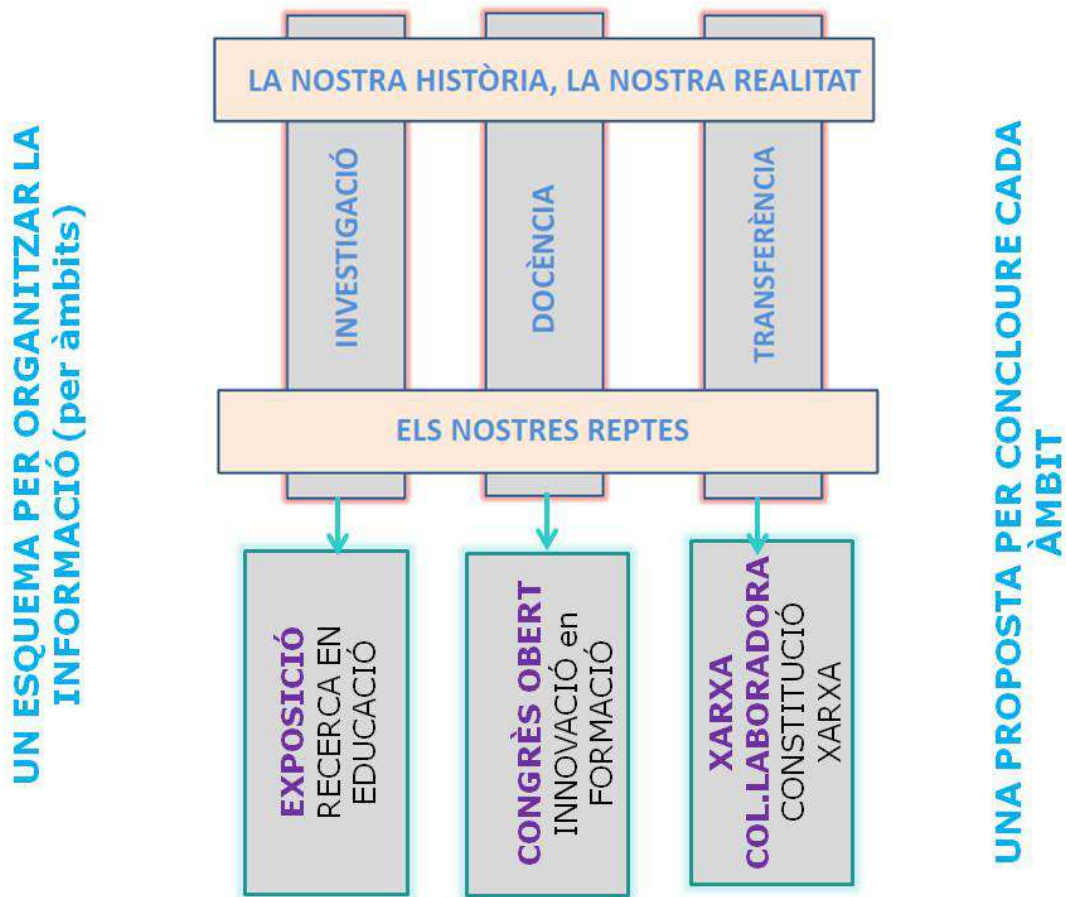 UN ESQUEMA PER ORGANITZAR LA
INFORMACIÓ (per àmbits)
LA NOSTRA HISTÒRIA, LA NOSTRA REALITAT
INVESTIGACIÓ
DOCÈNCIA
TRANSFERÈNCIA
ELS NOSTRES REPTES
EXPOSICIÓ
RECERCA EN
EDUCACIÓ
CONGRÈS OBERT
INNOVACIÓ en
FORMACIÓ
XARXA
COL.LABORADORA
CONSTITUCIÓ
XARXA
UNA PROPOSTA PER CONCLOURE CADA
ÀMBIT